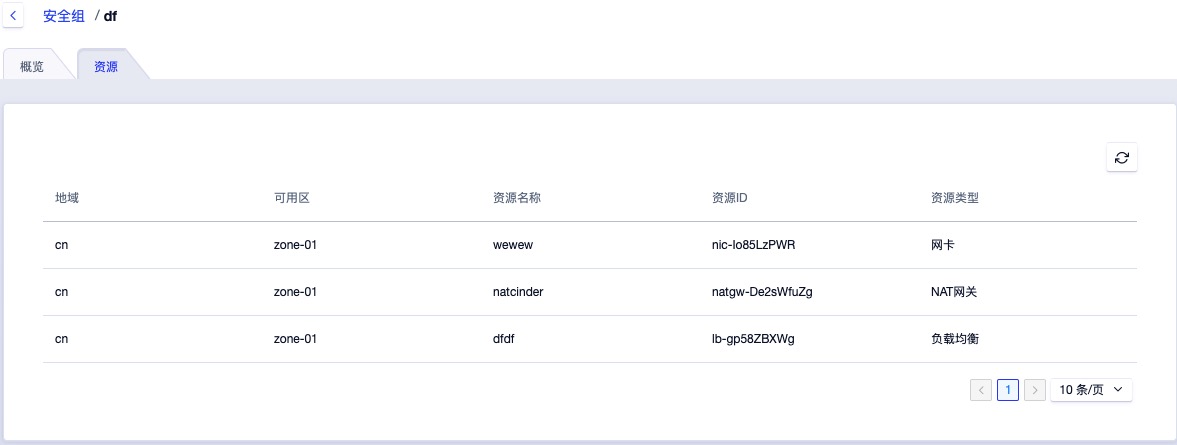 安全组 / df
概览 资源
地域 可用区 资源名称 资源ID 资源类型
cn zone-01 wewew nic-Io85LzPWR 网卡
cn zone-01 natcinder natgw-De2sWfuZg NAT网关
cn zone-01 dfdf lb-gp58ZBXWg 负载均衡
1 10 条/页